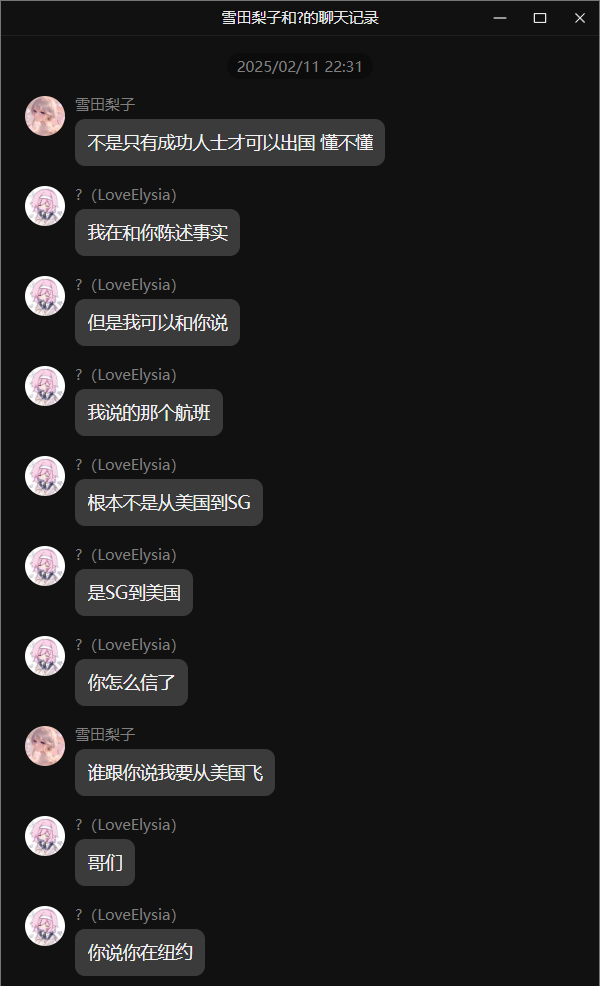 雪田梨子和?的聊天记录
2025/02/11 22:31
雪田梨子
不是只有成功人士才可以出国 懂不懂
?（LoveElysia）
我在和你陈述事实
?（LoveElysia）
但是我可以和你说
?（LoveElysia）
我说的那个航班
?（LoveElysia）
根本不是从美国到SG
?（LoveElysia）
是SG到美国
?（LoveElysia）
你怎么信了
雪田梨子
谁跟你说我要从美国飞
?（LoveElysia）
哥们
?（LoveElysia）
你说你在纽约